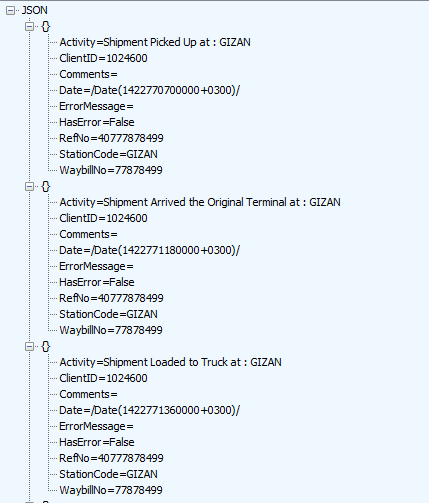 JSON
{}
Activity=Shipment Picked Up at : GIZAN
ClientID=1024600
Comments=
Date=/Date(1422770700000+0300)/
ErrorMessage=
HasError=False
RefNo=40777878499
StationCode=GIZAN
WaybillNo=77878499
{}
Activity=Shipment Arrived the Original Terminal at : GIZAN
ClientID=1024600
Comments=
Date=/Date(1422771180000+0300)/
ErrorMessage=
HasError=False
RefNo=40777878499
StationCode=GIZAN
WaybillNo=77878499
{}
Activity=Shipment Loaded to Truck at : GIZAN
ClientID=1024600
Comments=
Date=/Date(1422771360000+0300)/
ErrorMessage=
HasError=False
RefNo=40777878499
StationCode=GIZAN
WaybillNo=77878499